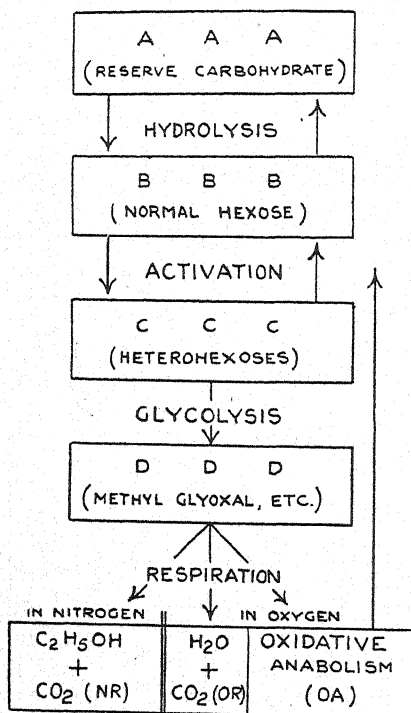 A A A
(RESERVE CARBOHYDRATE)
HYDROLYSIS
B B B
(NORMAL HEXOSE)
ACTIVATION
C C C
(HETEROHEXOSES)
GLYCOLYSIS
D D D
(METHYL GLYOXAL, ETC.)
RESPIRATION
IN NITROGEN IN OXYGEN
C2H5OH
+
CO2 (NR)
H2O
+
CO2 (OR)
OXIDATIVE
ANABOLISM
(OA)